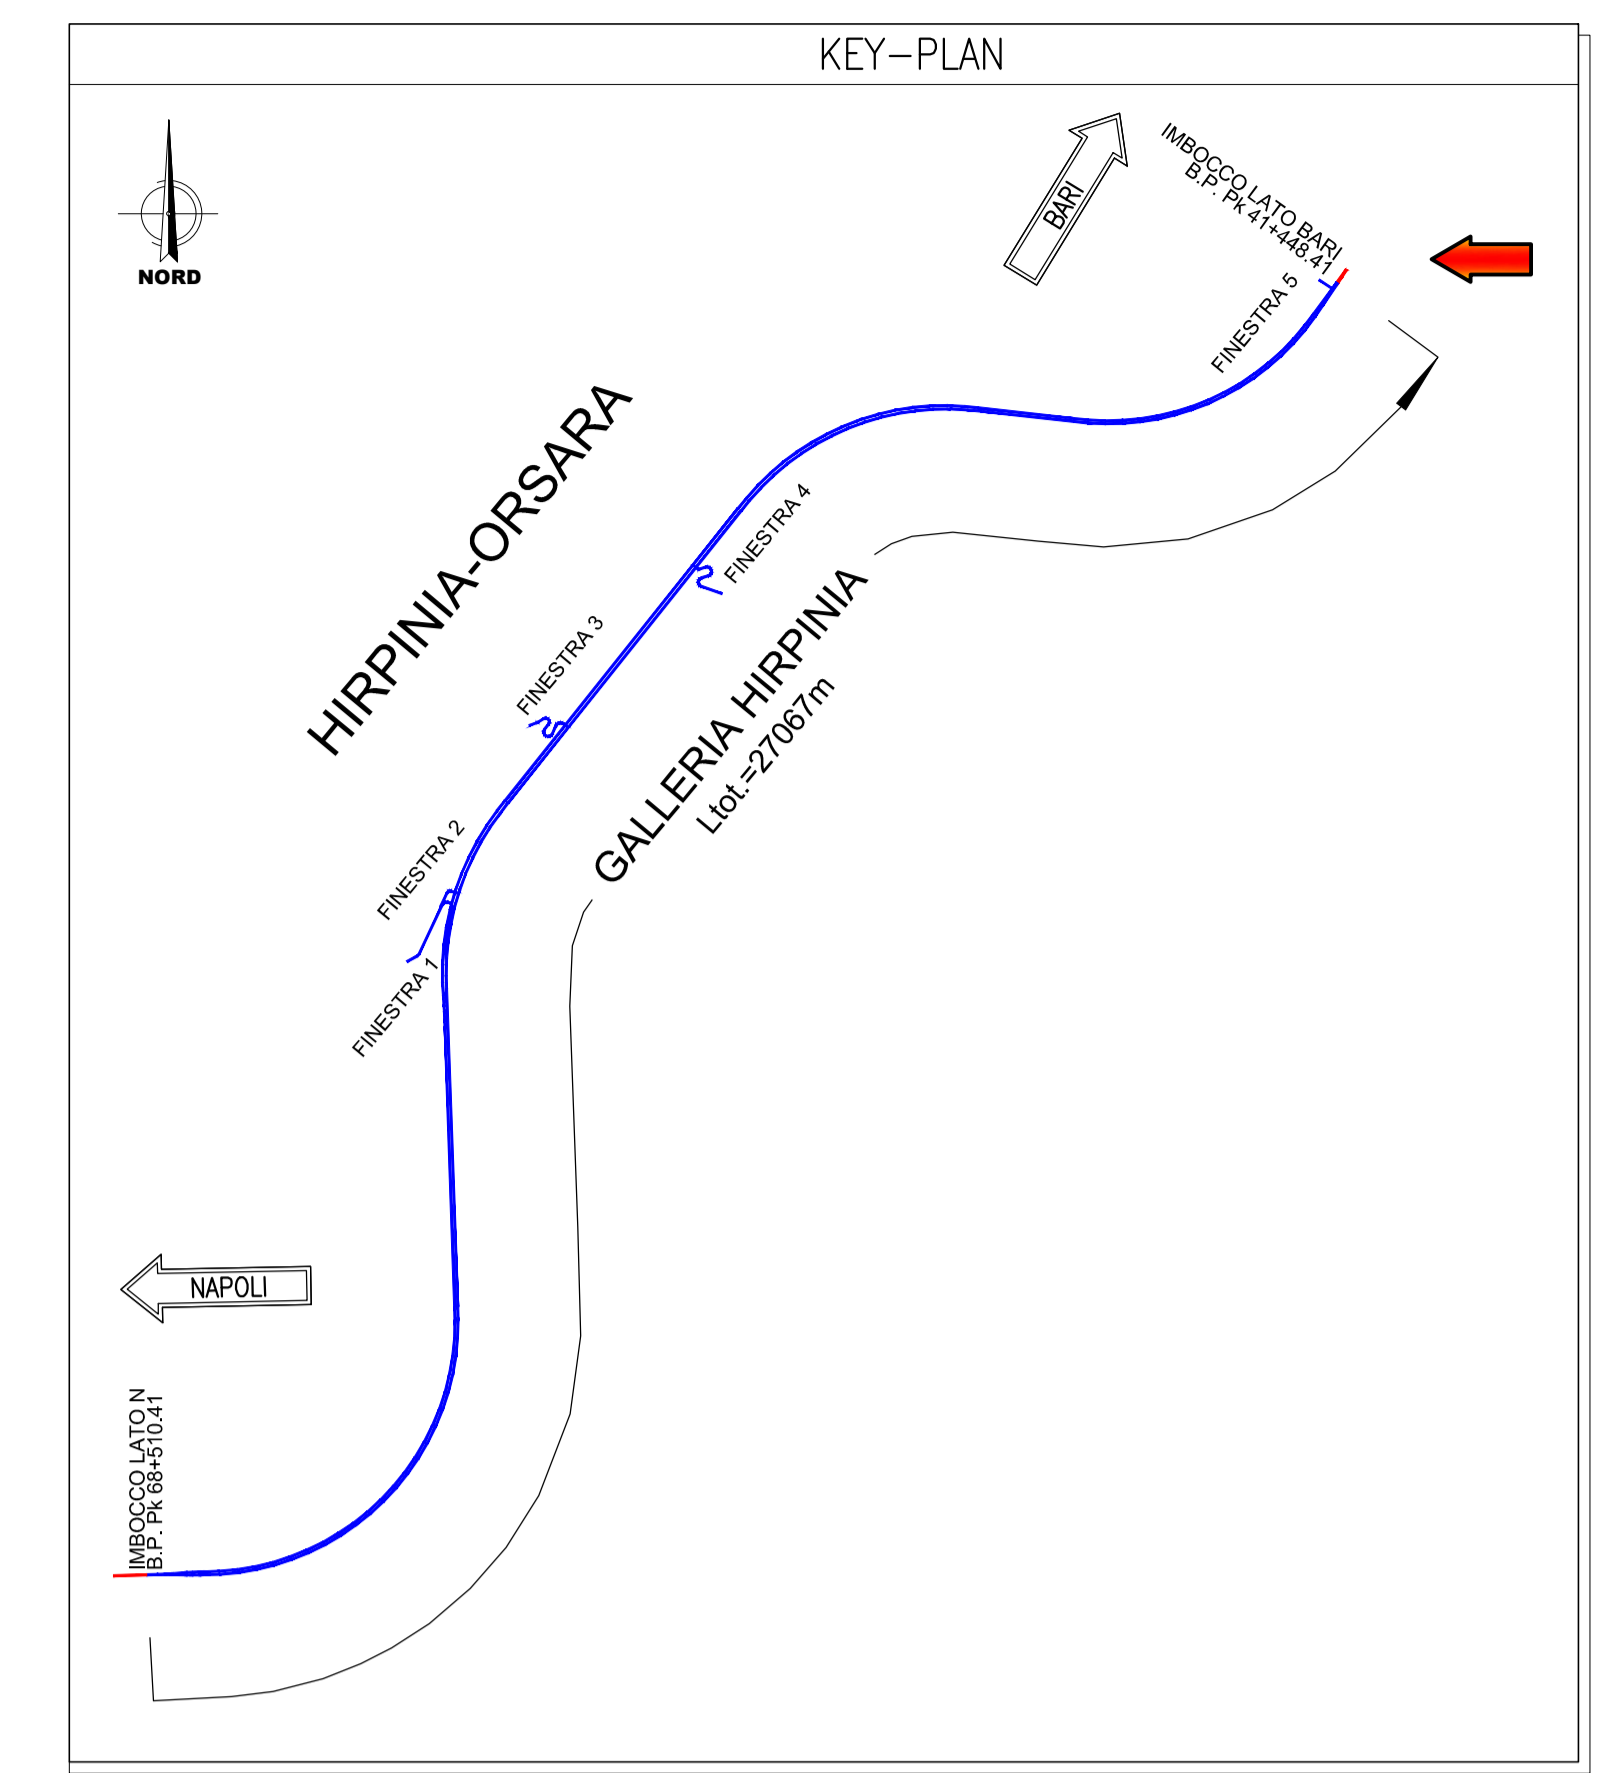 KEY-PLAN
NORD
BARI
IMBOCCO LATO BARI
B.P. Pk 41+448.41
FINESTRA 5
HIRPINIA-ORSARA
FINESTRA 4
FINESTRA 3
GALLERIA HIRPINIA
Ltot.=27067m
FINESTRA 2
FINESTRA 1
NAPOLI
IMBOCCO LATO N
B.P. Pk 68+510.41